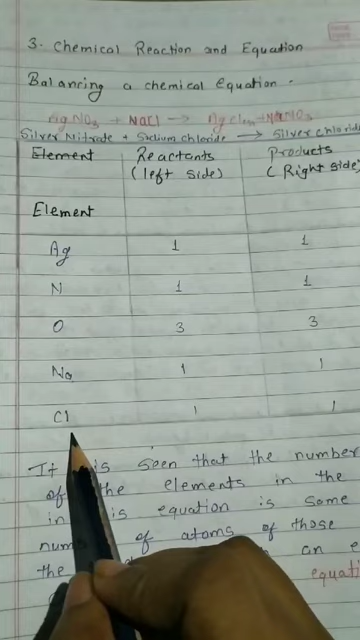 3. Chemical Reaction and Equation
Balancing a chemical Equation.
AgNO3 + NaCl → AgCl + NaNO3
Silver Nitrate + Sodium chloride → Silver chloride
Element Reactants (left side) Products (Right side)
Element
Ag 1 1
N 1 1
O 3 3
Na 1 1
Cl 1 1
It is seen that the number
of the elements in the
in is equation is same
num of atoms of those
the an e
equati